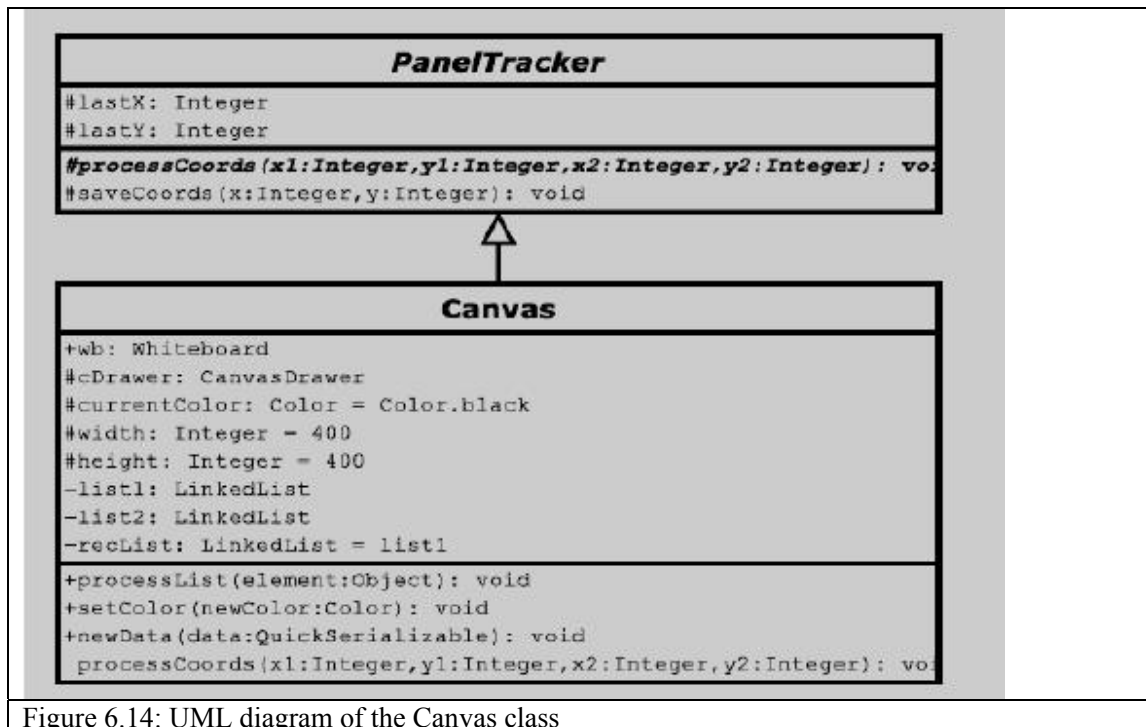 PanelTracker
#lastX: Integer
#lastY: Integer
#processCoords(x1:Integer,y1:Integer,x2:Integer,y2:Integer): voi
#saveCoords(x:Integer,y:Integer): void
Canvas
+wb: Whiteboard
#cDrawer: CanvasDrawer
#currentColor: Color = Color.black
#width: Integer = 400
#height: Integer = 400
-list1: LinkedList
-list2: LinkedList
-recList: LinkedList = list1
+processList(element:Object): void
+setColor(newColor:Color): void
+newData(data:QuickSerializable): void
processCoords(x1:Integer,y1:Integer,x2:Integer,y2:Integer): voi
Figure 6.14: UML diagram of the Canvas class